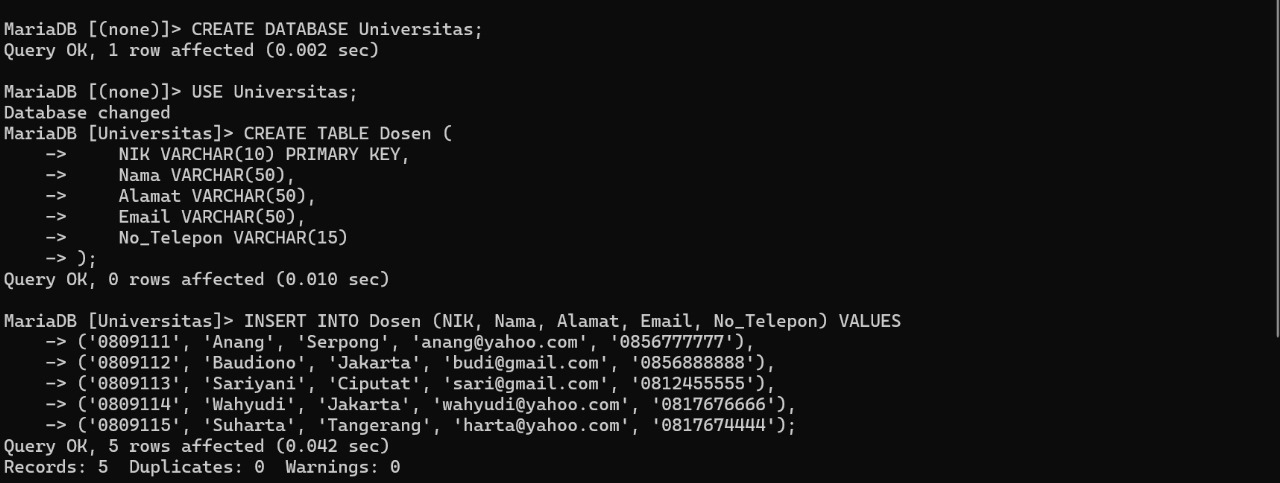 MariaDB [(none)]> CREATE DATABASE Universitas;
Query OK, 1 row affected (0.002 sec)
MariaDB [(none)]> USE Universitas;
Database changed
MariaDB [Universitas]> CREATE TABLE Dosen (
    ->     NIK VARCHAR(10) PRIMARY KEY,
    ->     Nama VARCHAR(50),
    ->     Alamat VARCHAR(50),
    ->     Email VARCHAR(50),
    ->     No_Telepon VARCHAR(15)
    -> );
Query OK, 0 rows affected (0.010 sec)
MariaDB [Universitas]> INSERT INTO Dosen (NIK, Nama, Alamat, Email, No_Telepon) VALUES
    -> ('0809111', 'Anang', 'Serpong', 'anang@yahoo.com', '0856777777'),
    -> ('0809112', 'Baudiono', 'Jakarta', 'budi@gmail.com', '0856888888'),
    -> ('0809113', 'Sariyani', 'Ciputat', 'sari@gmail.com', '0812455555'),
    -> ('0809114', 'Wahyudi', 'Jakarta', 'wahyudi@yahoo.com', '0817676666'),
    -> ('0809115', 'Suharta', 'Tangerang', 'harta@yahoo.com', '0817674444');
Query OK, 5 rows affected (0.042 sec)
Records: 5  Duplicates: 0  Warnings: 0